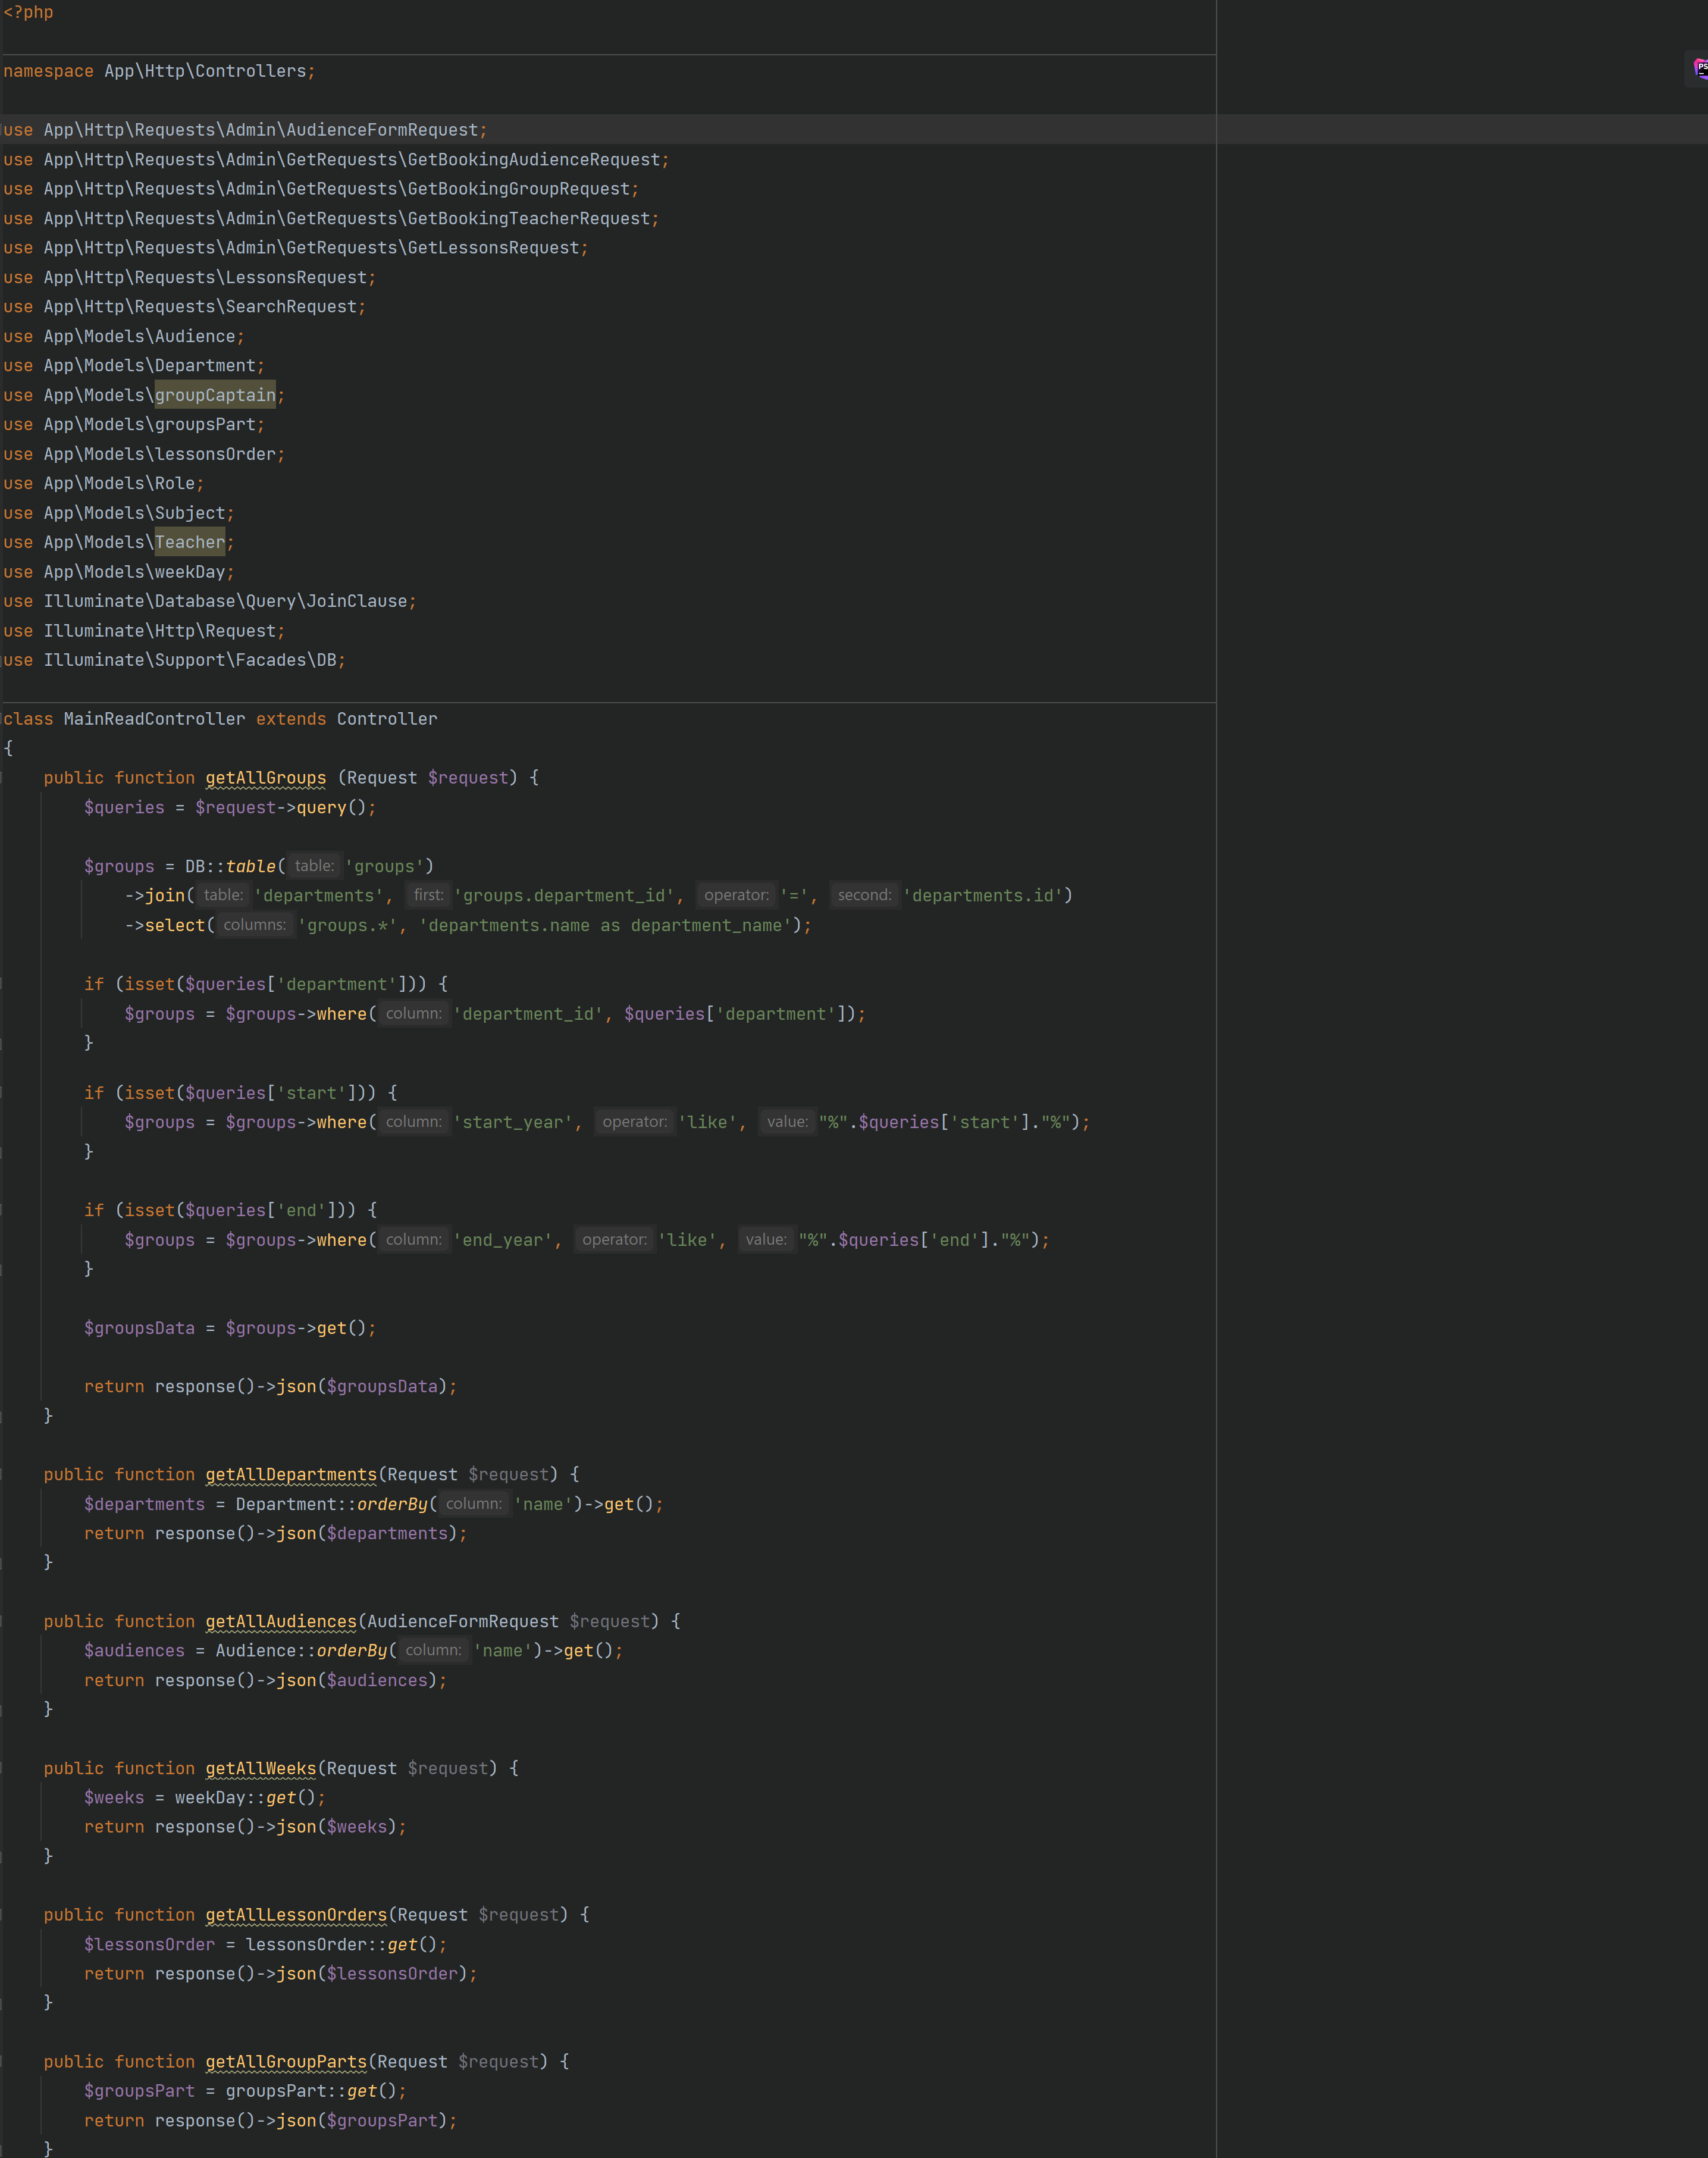 <?php
namespace App\Http\Controllers;
use App\Http\Requests\Admin\AudienceFormRequest;
use App\Http\Requests\Admin\GetRequests\GetBookingAudienceRequest;
use App\Http\Requests\Admin\GetRequests\GetBookingGroupRequest;
use App\Http\Requests\Admin\GetRequests\GetBookingTeacherRequest;
use App\Http\Requests\Admin\GetRequests\GetLessonsRequest;
use App\Http\Requests\LessonsRequest;
use App\Http\Requests\SearchRequest;
use App\Models\Audience;
use App\Models\Department;
use App\Models\groupCaptain;
use App\Models\groupsPart;
use App\Models\lessonsOrder;
use App\Models\Role;
use App\Models\Subject;
use App\Models\Teacher;
use App\Models\weekDay;
use Illuminate\Database\Query\JoinClause;
use Illuminate\Http\Request;
use Illuminate\Support\Facades\DB;
class MainReadController extends Controller
{
    public function getAllGroups (Request $request) {
        $queries = $request->query();
        $groups = DB::table( table: 'groups')
            ->join( table: 'departments', first: 'groups.department_id', operator: '=', second: 'departments.id')
            ->select( columns: 'groups.*', 'departments.name as department_name');
        if (isset($queries['department'])) {
            $groups = $groups->where( column: 'department_id', $queries['department']);
        }
        if (isset($queries['start'])) {
            $groups = $groups->where( column: 'start_year', operator: 'like', value: "%".$queries['start']."%");
        }
        if (isset($queries['end'])) {
            $groups = $groups->where( column: 'end_year', operator: 'like', value: "%".$queries['end']."%");
        }
        $groupsData = $groups->get();
        return response()->json($groupsData);
    }
    public function getAllDepartments(Request $request) {
        $departments = Department::orderBy( column: 'name')->get();
        return response()->json($departments);
    }
    public function getAllAudiences(AudienceFormRequest $request) {
        $audiences = Audience::orderBy( column: 'name')->get();
        return response()->json($audiences);
    }
    public function getAllWeeks(Request $request) {
        $weeks = weekDay::get();
        return response()->json($weeks);
    }
    public function getAllLessonOrders(Request $request) {
        $lessonsOrder = lessonsOrder::get();
        return response()->json($lessonsOrder);
    }
    public function getAllGroupParts(Request $request) {
        $groupsPart = groupsPart::get();
        return response()->json($groupsPart);
    }
PS